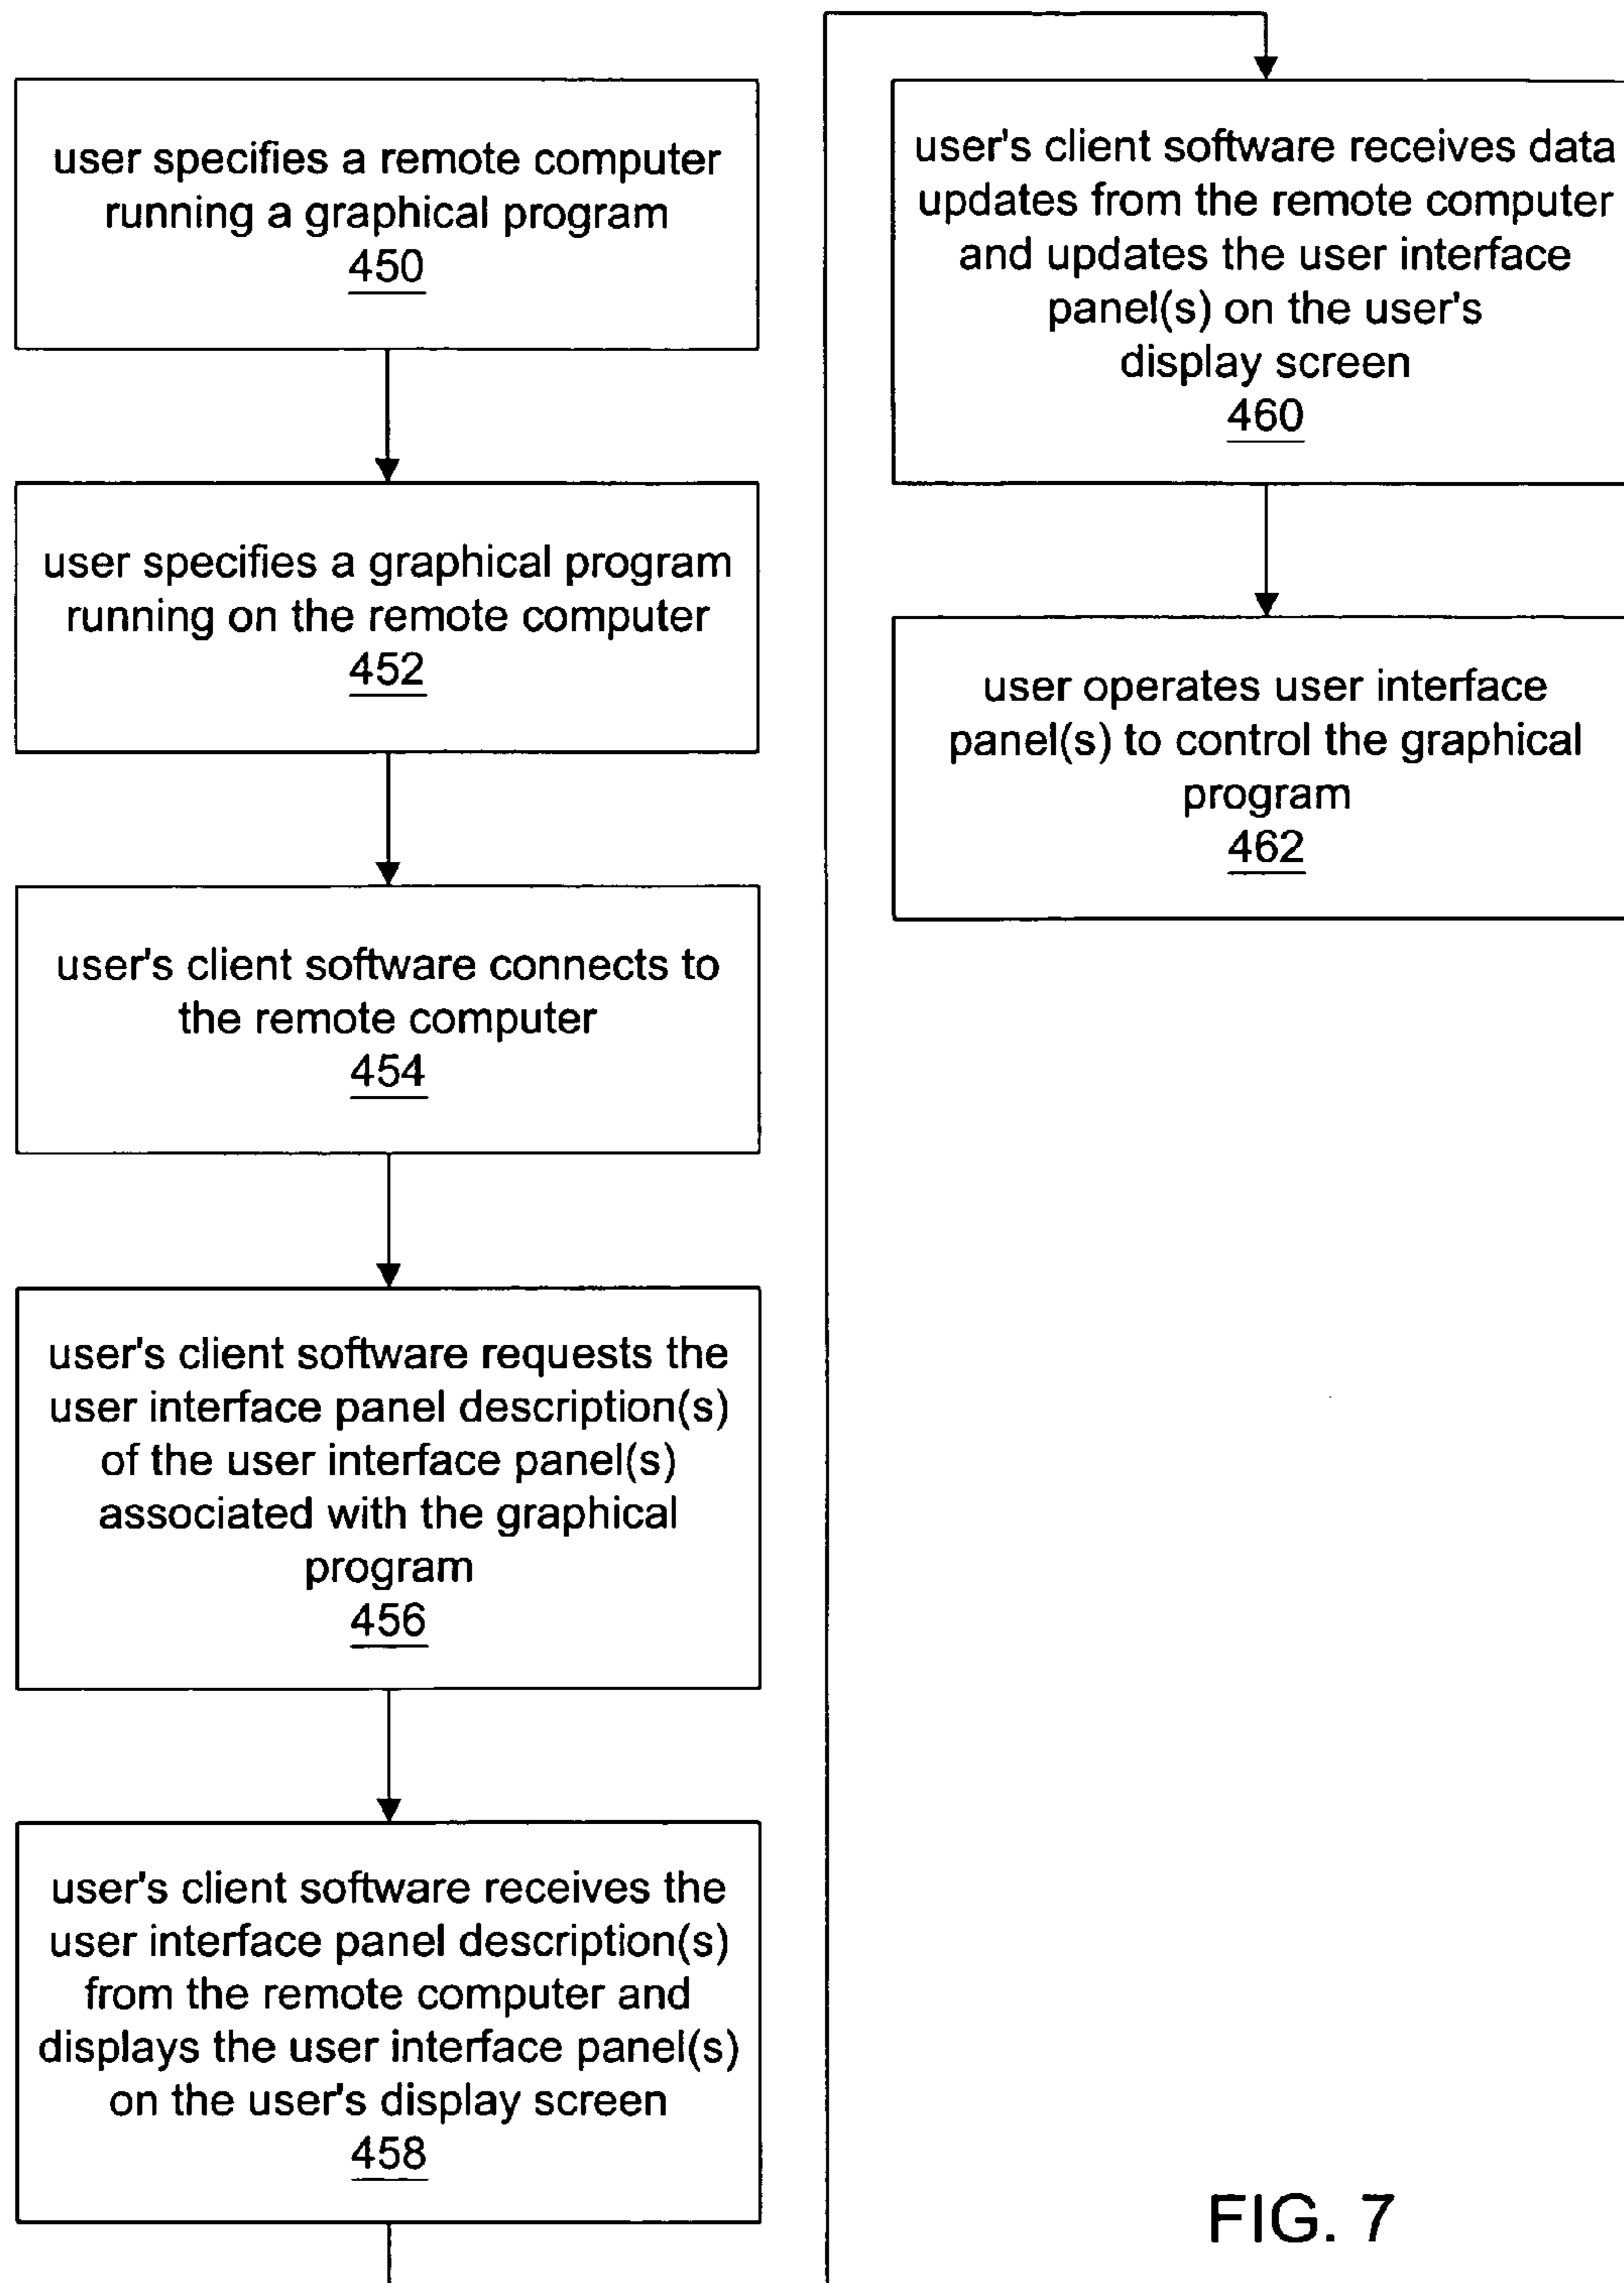 user specifies a remote computer
running a graphical program
450
user specifies a graphical program
running on the remote computer
452
user's client software connects to
the remote computer
454
user's client software requests the
user interface panel description(s)
of the user interface panel(s)
associated with the graphical
program
456
user's client software receives the
user interface panel description(s)
from the remote computer and
displays the user interface panel(s)
on the user's display screen
458
user's client software receives data
updates from the remote computer
and updates the user interface
panel(s) on the user's
display screen
460
user operates user interface
panel(s) to control the graphical
program
462
FIG. 7